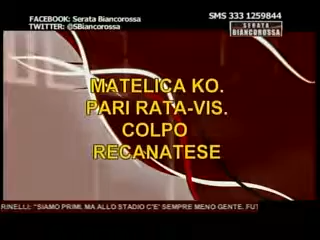 FACEBOOK: Serata Biancorossa
TWITTER: @SBiancorossa
SMS 333 1259844
SERATA
BIANCOROSSA
MATELICA KO.
PARI RATA-VIS.
COLPO
RECANATESE
RINELLI: "SIAMO PRIMI, MA ALLO STADIO C'E' SEMPRE MENO GENTE. FUT